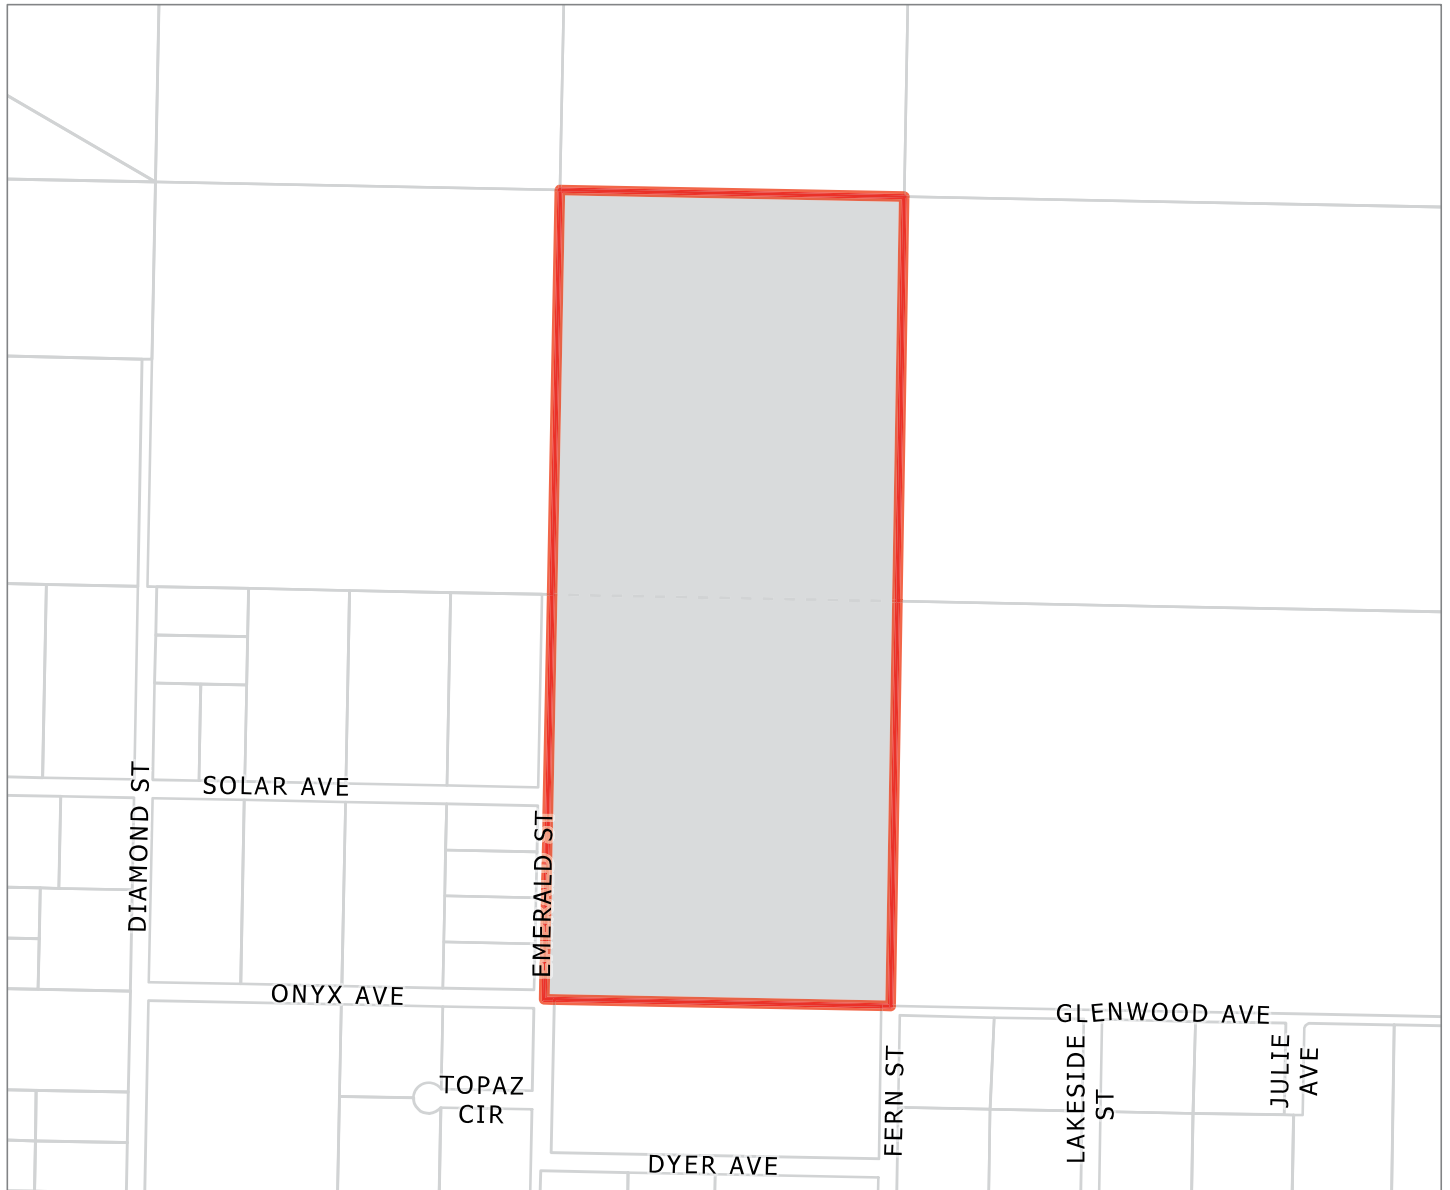 SOLAR AVE
DIAMOND ST
EMERALD ST
ONYX AVE
GLENWOOD AVE
TOPAZ
CIR
FERN ST
LAKESIDE
ST
JULIE
AVE
DYER AVE